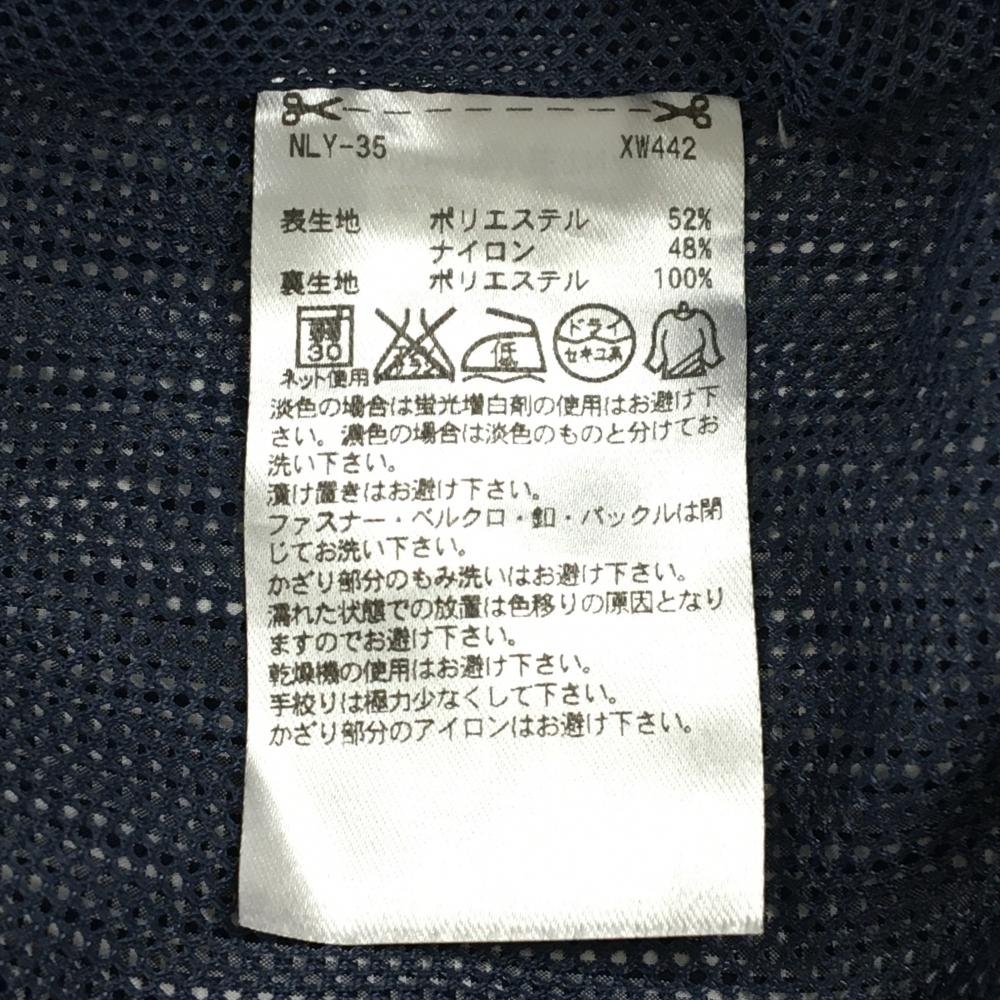 NLY-35 XW442
表生地 ポリエステル 52%
ナイロン 48%
裏生地 ポリエステル 100%
弱 30 エンソ サラシ 低 ドライ セキユ系
ネット使用
淡色の場合は蛍光増白剤の使用はお避け下
さい。濃色の場合は淡色のものと分けてお
洗い下さい。
漬け置きはお避け下さい。
ファスナー・ベルクロ・釦・バックルは閉
じてお洗い下さい。
かざり部分のもみ洗いはお避け下さい。
濡れた状態での放置は色移りの原因となり
ますのでお避け下さい。
乾燥機の使用はお避け下さい。
手絞りは極力少なくして下さい。
かざり部分のアイロンはお避け下さい。